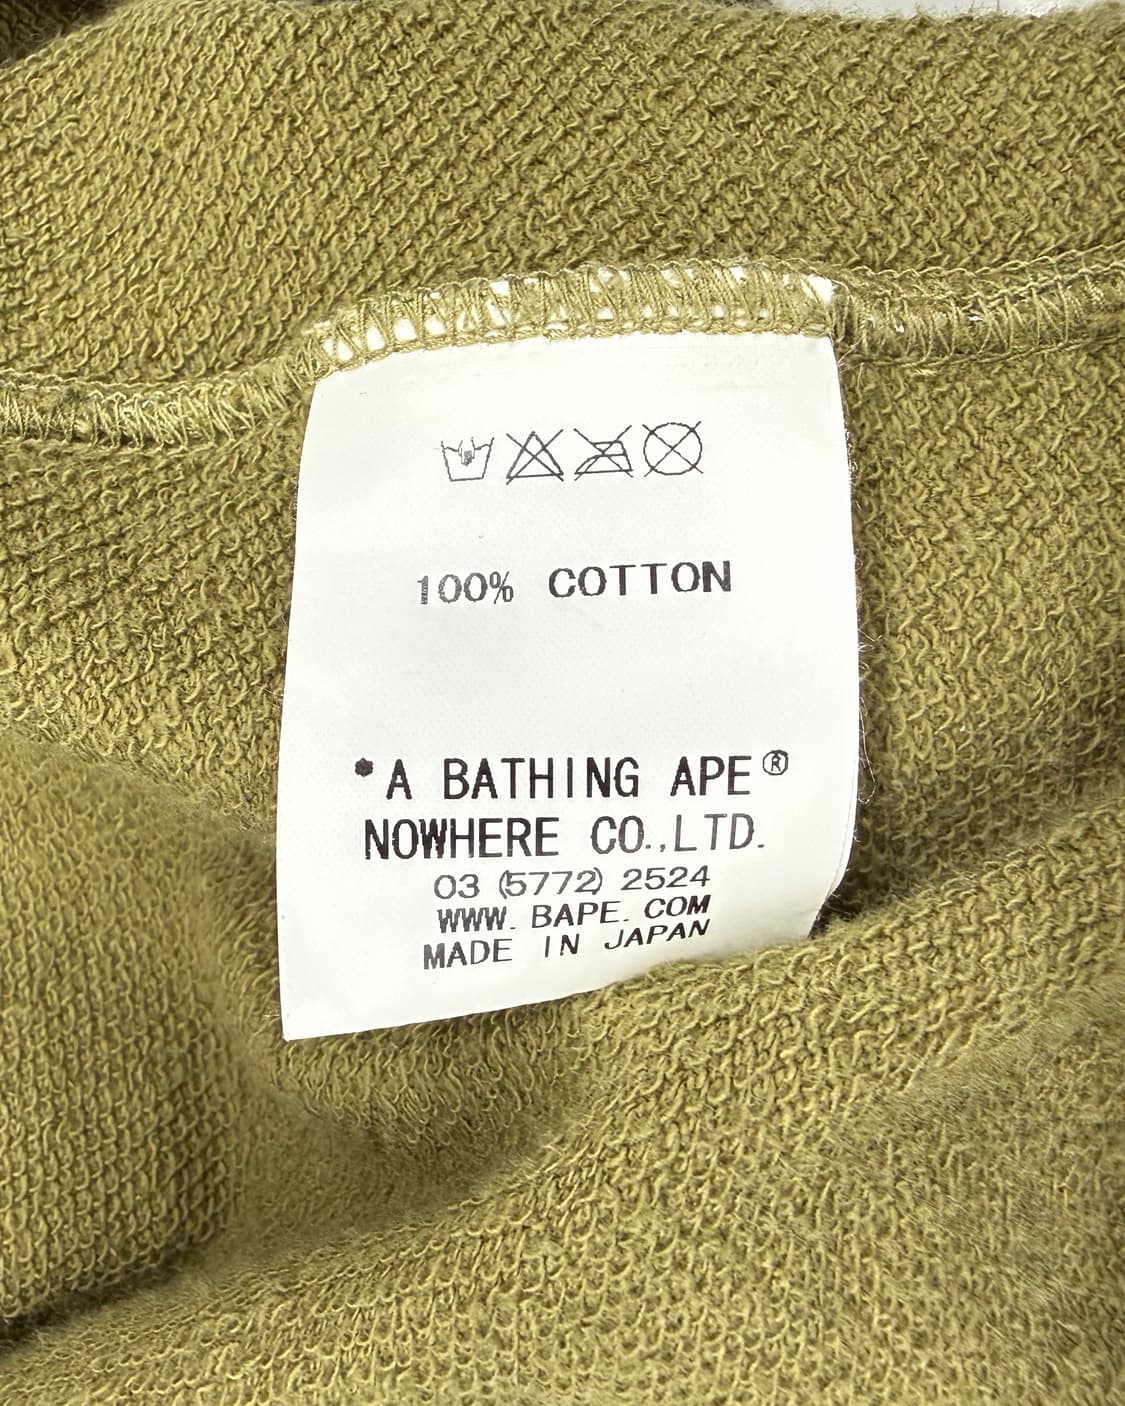 100% COTTON
•A BATHING APE®
NOWHERE CO.,LTD.
03 (5772) 2524
WWW. BAPE. COM
MADE IN JAPAN